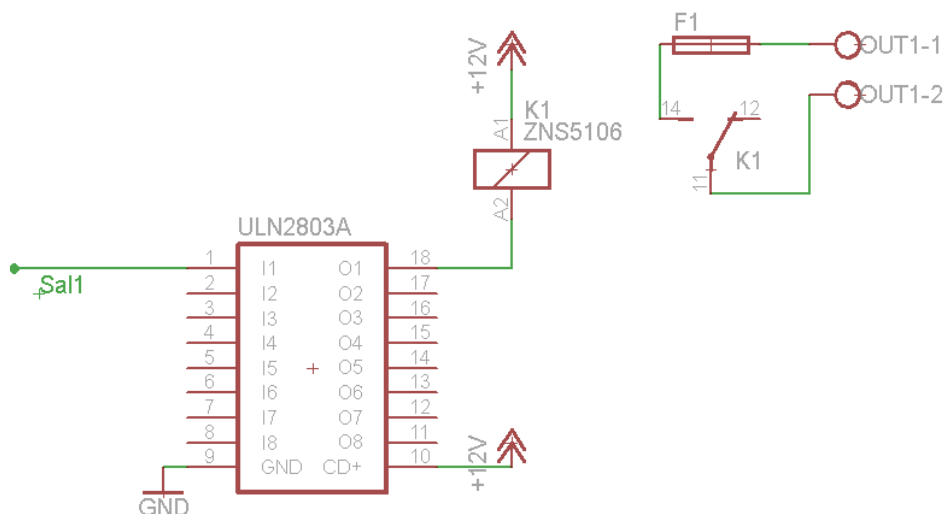 F1
OUT1-1
OUT1-2
+12V
K1
ZNS5106
A1
A2
14
12
11
K1
ULN2803A
Sal1
1 I1 O1 18
2 I2 O2 17
3 I3 O3 16
4 I4 O4 15
5 I5 O5 14
6 I6 O6 13
7 I7 O7 12
8 I8 O8 11
9 GND CD+ 10
+12V
GND